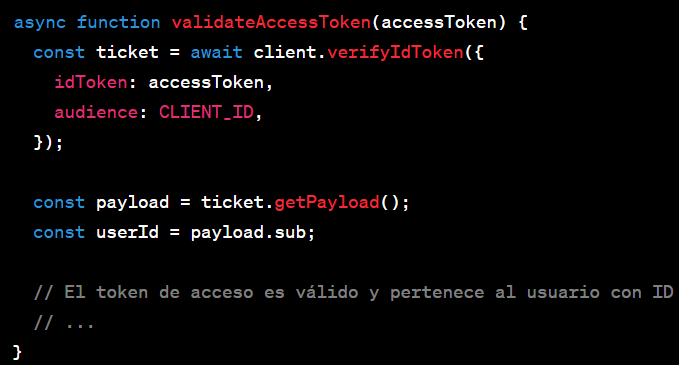 async function validateAccessToken(accessToken) {
  const ticket = await client.verifyIdToken({
    idToken: accessToken,
    audience: CLIENT_ID,
  });

  const payload = ticket.getPayload();
  const userId = payload.sub;

  // El token de acceso es válido y pertenece al usuario con ID
  // ...
}